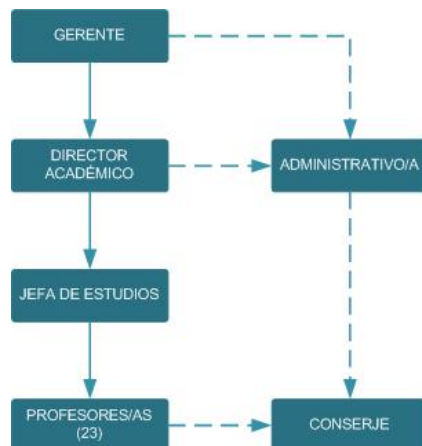 GERENTE
DIRECTOR
ACADÉMICO
ADMINISTRATIVO/A
JEFA DE ESTUDIOS
PROFESORES/AS
(23)
CONSERJE